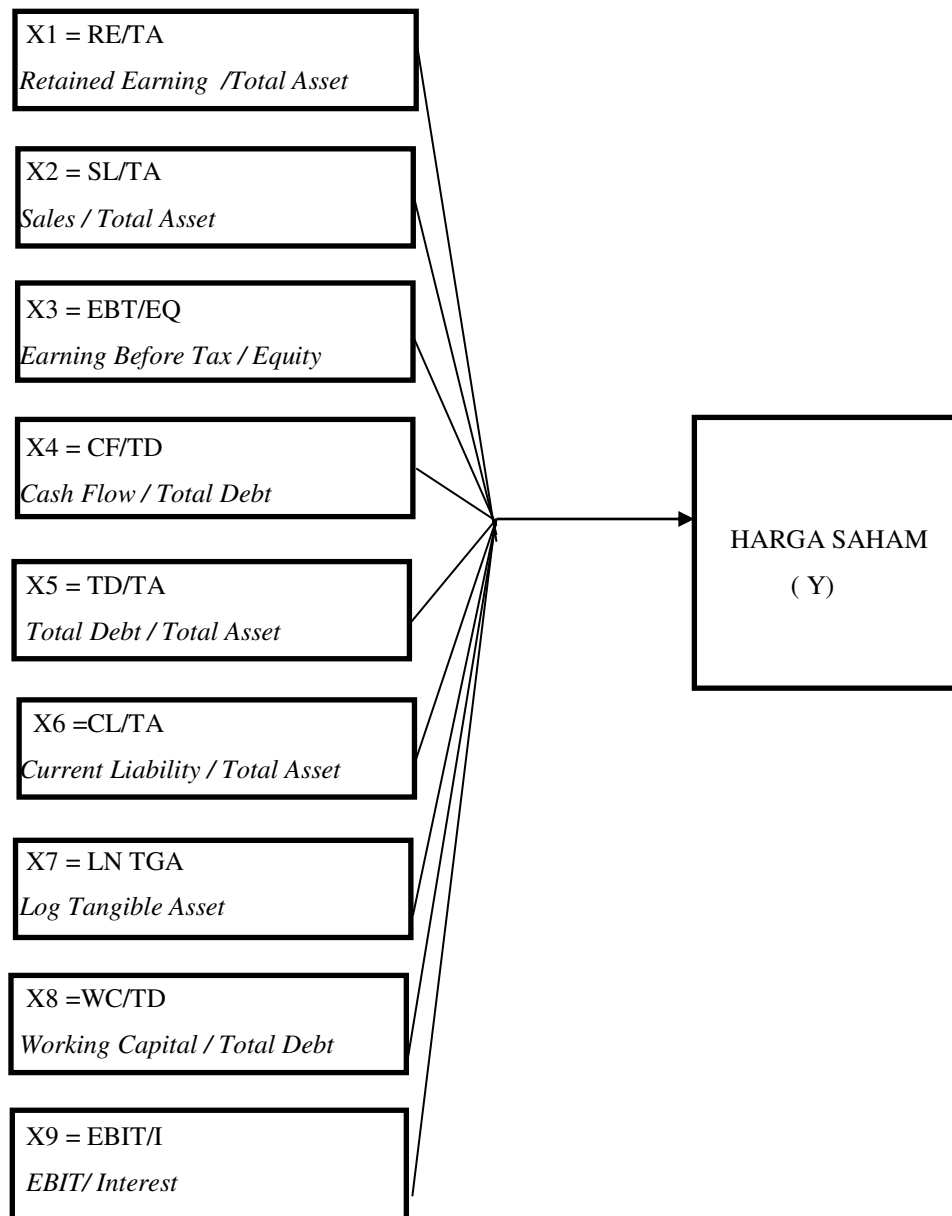 X1 = RE/TA
Retained Earning /Total Asset
X2 = SL/TA
Sales / Total Asset
X3 = EBT/EQ
Earning Before Tax / Equity
X4 = CF/TD
Cash Flow / Total Debt
X5 = TD/TA
Total Debt / Total Asset
X6 =CL/TA
Current Liability / Total Asset
X7 = LN TGA
Log Tangible Asset
X8 =WC/TD
Working Capital / Total Debt
X9 = EBIT/I
EBIT/ Interest
HARGA SAHAM
( Y)